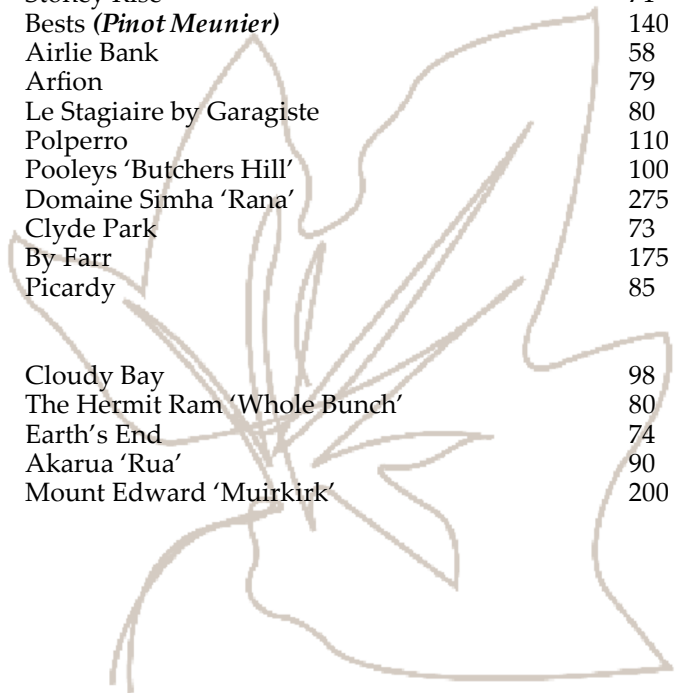 Bests (Pinot Meunier) 140
Airlie Bank 58
Arfion 79
Le Stagiaire by Garagiste 80
Polperro 110
Pooleys ‘Butchers Hill’ 100
Domaine Simha ‘Rana’ 275
Clyde Park 73
By Farr 175
Picardy 85
Cloudy Bay 98
The Hermit Ram ‘Whole Bunch’ 80
Earth’s End 74
Akarua ‘Rua’ 90
Mount Edward ‘Muirkirk’ 200